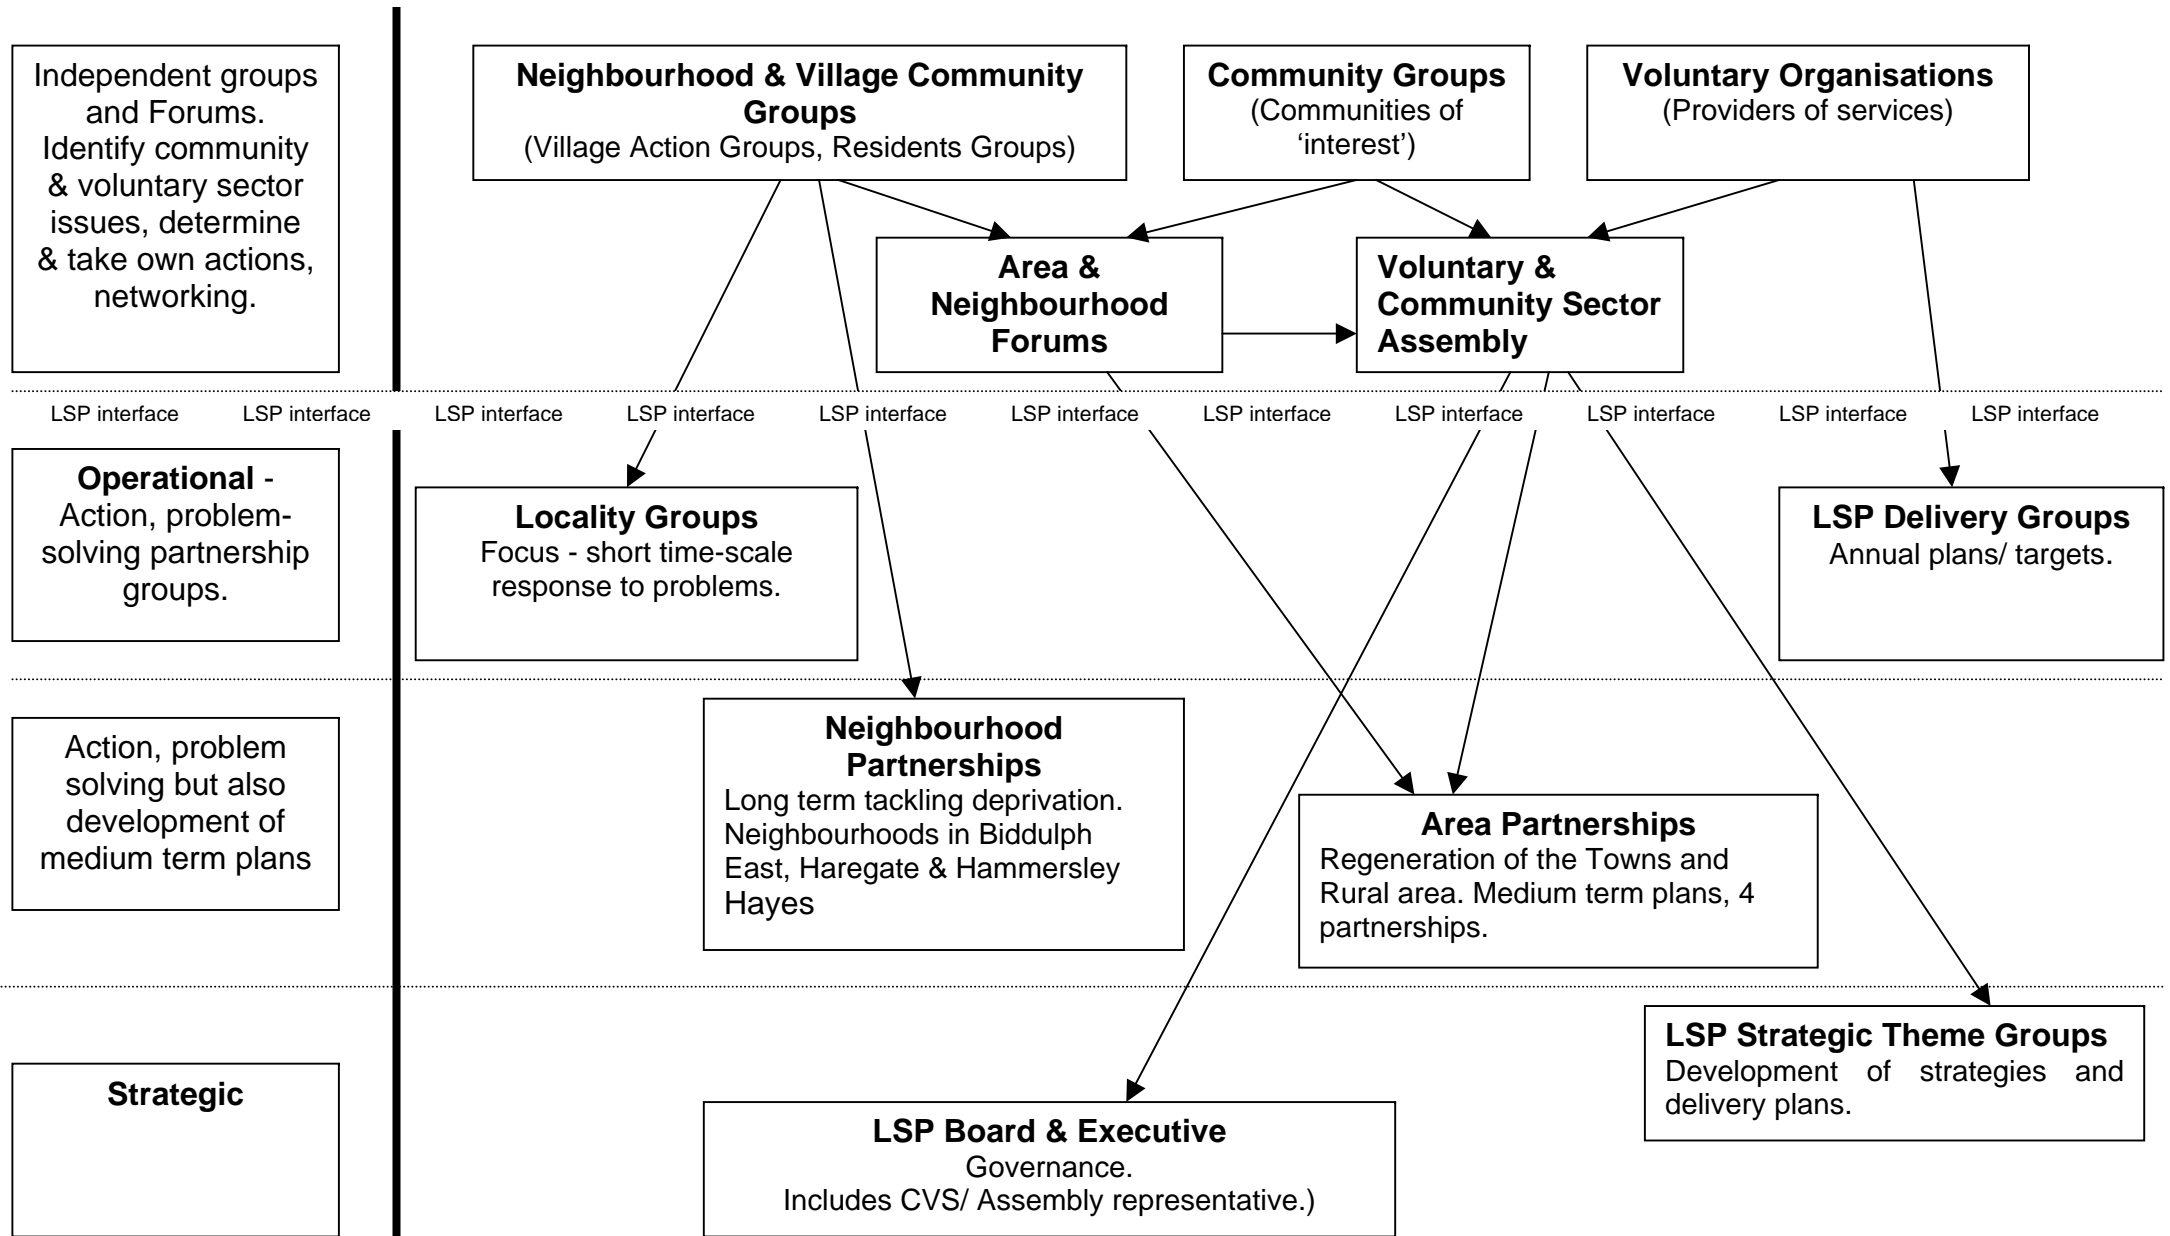 Independent groups
and Forums.
Identify community
& voluntary sector
issues, determine
& take own actions,
networking.
Neighbourhood & Village Community
Groups
(Village Action Groups, Residents Groups)
Community Groups
(Communities of
‘interest’)
Voluntary Organisations
(Providers of services)
Area &
Neighbourhood
Forums
Voluntary &
Community Sector
Assembly
LSP interface LSP interface LSP interface LSP interface LSP interface LSP interface LSP interface LSP interface LSP interface LSP interface LSP interface
Operational -
Action, problem-
solving partnership
groups.
Locality Groups
Focus - short time-scale
response to problems.
LSP Delivery Groups
Annual plans/ targets.
Action, problem
solving but also
development of
medium term plans
Neighbourhood
Partnerships
Long term tackling deprivation.
Neighbourhoods in Biddulph
East, Haregate & Hammersley
Hayes
Area Partnerships
Regeneration of the Towns and
Rural area. Medium term plans, 4
partnerships.
Strategic
LSP Strategic Theme Groups
Development of strategies and
delivery plans.
LSP Board & Executive
Governance.
Includes CVS/ Assembly representative.)